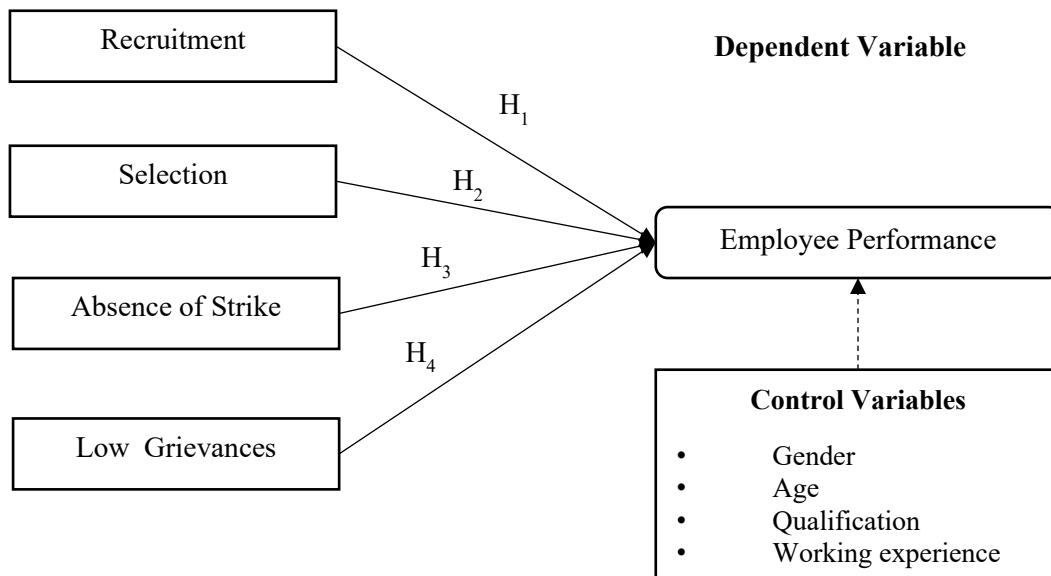 Recruitment
Dependent Variable
H1
Selection
H2
Employee Performance
H3
Absence of Strike
H4
Control Variables
Low Grievances
• Gender
• Age
• Qualification
• Working experience